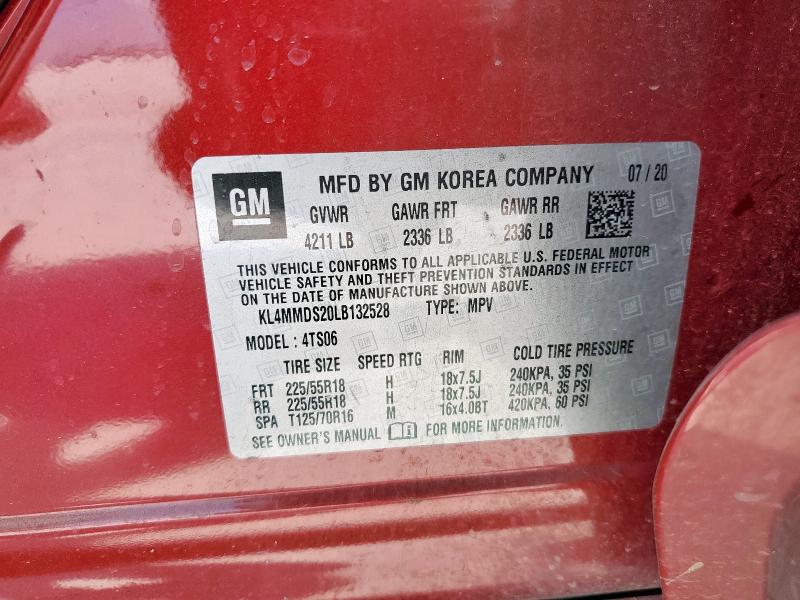 GM
MFD BY GM KOREA COMPANY 07 / 20
GVWR GAWR FRT GAWR RR
4211 LB 2336 LB 2336 LB
THIS VEHICLE CONFORMS TO ALL APPLICABLE U.S. FEDERAL MOTOR
VEHICLE SAFETY AND THEFT PREVENTION STANDARDS IN EFFECT
ON THE DATE OF MANUFACTURE SHOWN ABOVE.
KL4MMDS20LB132528 TYPE: MPV
MODEL : 4TS06
TIRE SIZE SPEED RTG RIM COLD TIRE PRESSURE
FRT 225/55R18 H 18x7.5J 240KPA, 35 PSI
RR 225/55R18 H 18x7.5J 240KPA, 35 PSI
SPA T125/70R16 M 16x4.0BT 420KPA, 60 PSI
SEE OWNER'S MANUAL FOR MORE INFORMATION.